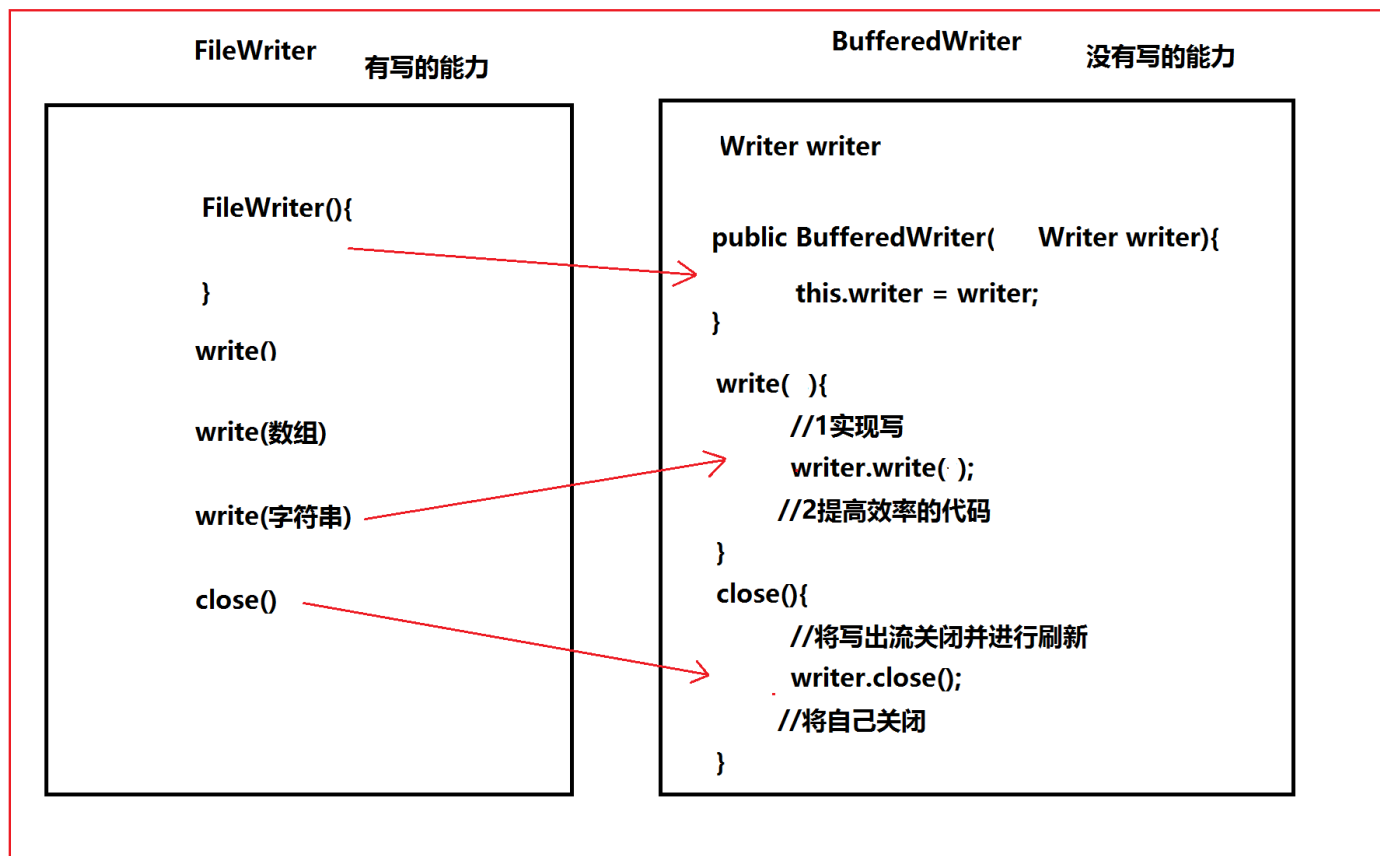 FileWriter 有写的能力
FileWriter(){
}
write()
write(数组)
write(字符串)
close()
BufferedWriter 没有写的能力
Writer writer
public BufferedWriter( Writer writer){
this.writer = writer;
}
write( ){
//1实现写
writer.write( );
//2提高效率的代码
}
close(){
//将写出流关闭并进行刷新
writer.close();
//将自己关闭
}